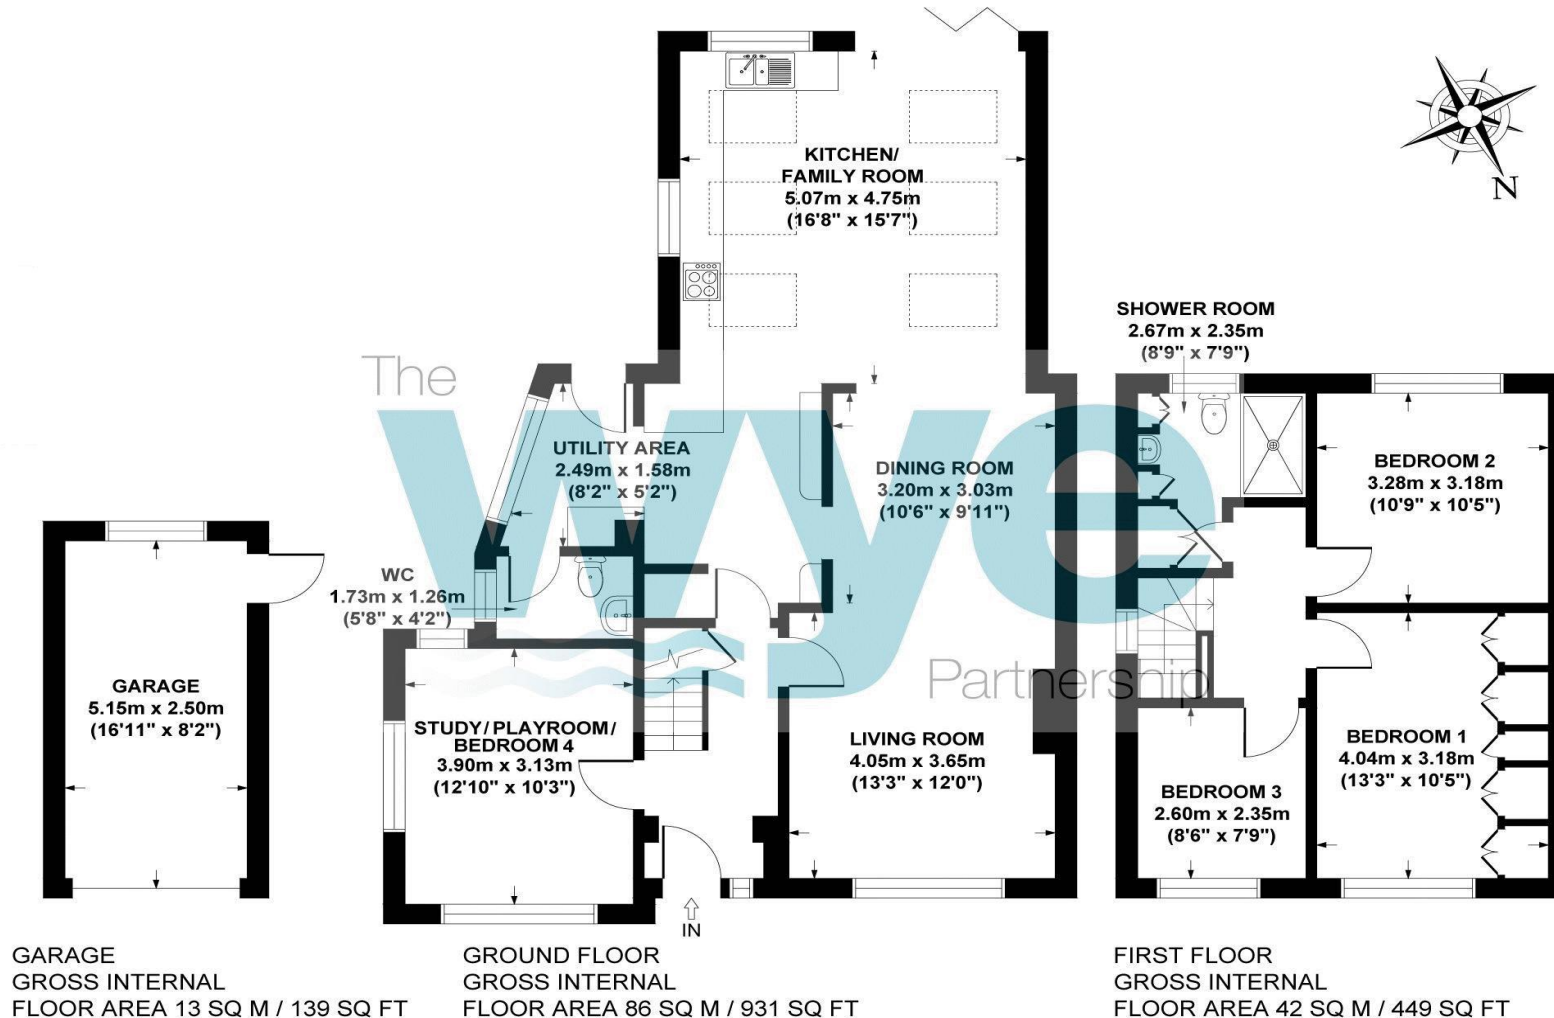 KITCHEN/
FAMILY ROOM
5.07m x 4.75m
(16'8" x 15'7")
N
SHOWER ROOM
2.67m x 2.35m
(8'9" x 7'9")
The
wye
Partnership
UTILITY AREA
2.49m x 1.58m
(8'2" x 5'2")
DINING ROOM
3.20m x 3.03m
(10'6" x 9'11")
BEDROOM 2
3.28m x 3.18m
(10'9" x 10'5")
WC
1.73m x 1.26m
(5'8" x 4'2")
GARAGE
5.15m x 2.50m
(16'11" x 8'2")
STUDY/PLAYROOM/
BEDROOM 4
3.90m x 3.13m
(12'10" x 10'3")
LIVING ROOM
4.05m x 3.65m
(13'3" x 12'0")
BEDROOM 1
4.04m x 3.18m
(13'3" x 10'5")
BEDROOM 3
2.60m x 2.35m
(8'6" x 7'9")
IN
GARAGE
GROSS INTERNAL
FLOOR AREA 13 SQ M / 139 SQ FT
GROUND FLOOR
GROSS INTERNAL
FLOOR AREA 86 SQ M / 931 SQ FT
FIRST FLOOR
GROSS INTERNAL
FLOOR AREA 42 SQ M / 449 SQ FT